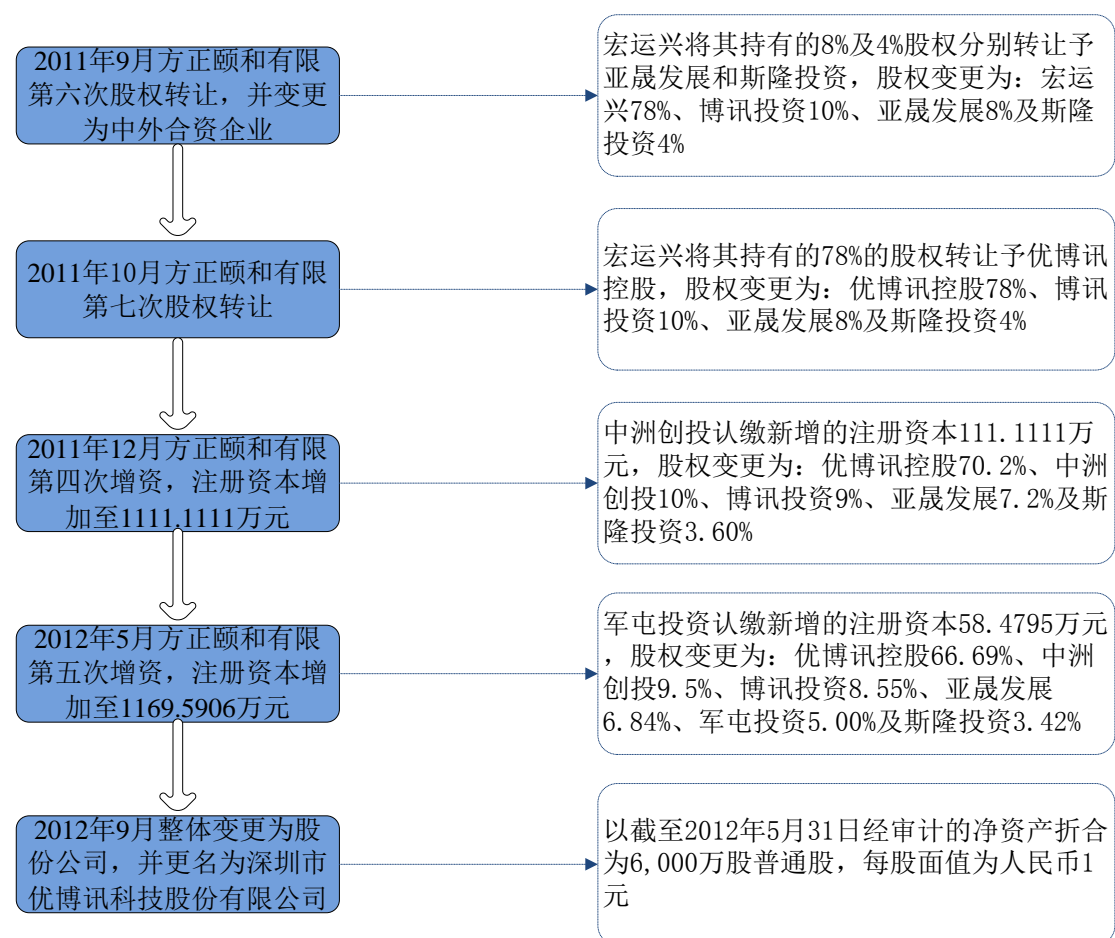 2011年9月方正颐和有限
第六次股权转让，并变更
为中外合资企业
宏运兴将其持有的8%及4%股权分别转让予
亚晟发展和斯隆投资，股权变更为：宏运
兴78%、博讯投资10%、亚晟发展8%及斯隆
投资4%
2011年10月方正颐和有限
第七次股权转让
宏运兴将其持有的78%的股权转让予优博讯
控股，股权变更为：优博讯控股78%、博讯
投资10%、亚晟发展8%及斯隆投资4%
2011年12月方正颐和有限
第四次增资，注册资本增
加至1111.1111万元
中洲创投认缴新增的注册资本111.1111万
元，股权变更为：优博讯控股70.2%、中洲
创投10%、博讯投资9%、亚晟发展7.2%及斯
隆投资3.60%
2012年5月方正颐和有限
第五次增资，注册资本增
加至1169.5906万元
军屯投资认缴新增的注册资本58.4795万元
，股权变更为：优博讯控股66.69%、中洲
创投9.5%、博讯投资8.55%、亚晟发展
6.84%、军屯投资5.00%及斯隆投资3.42%
2012年9月整体变更为股
份公司，并更名为深圳市
优博讯科技股份有限公司
以截至2012年5月31日经审计的净资产折合
为6,000万股普通股，每股面值为人民币1
元